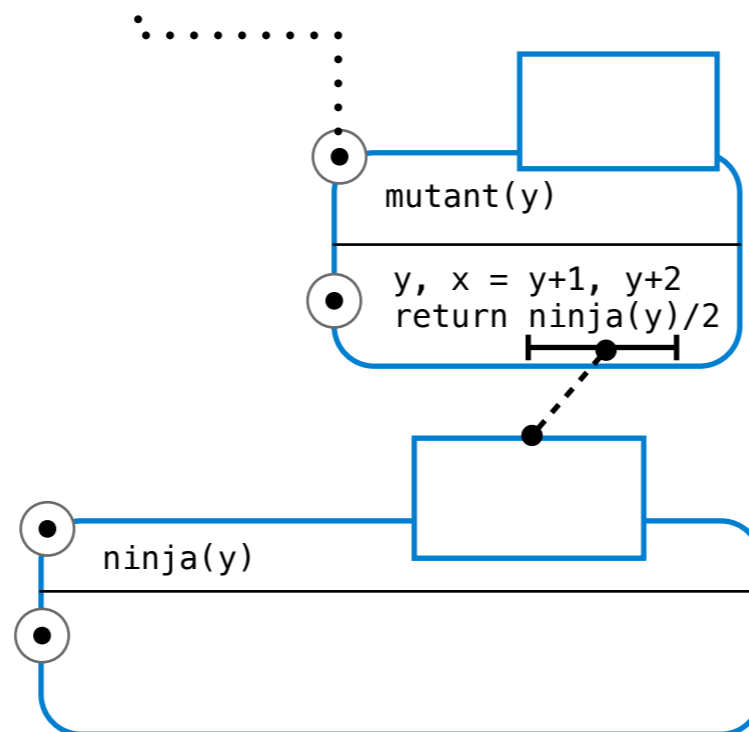 mutant(y)
y, x = y+1, y+2
return ninja(y)/2
ninja(y)